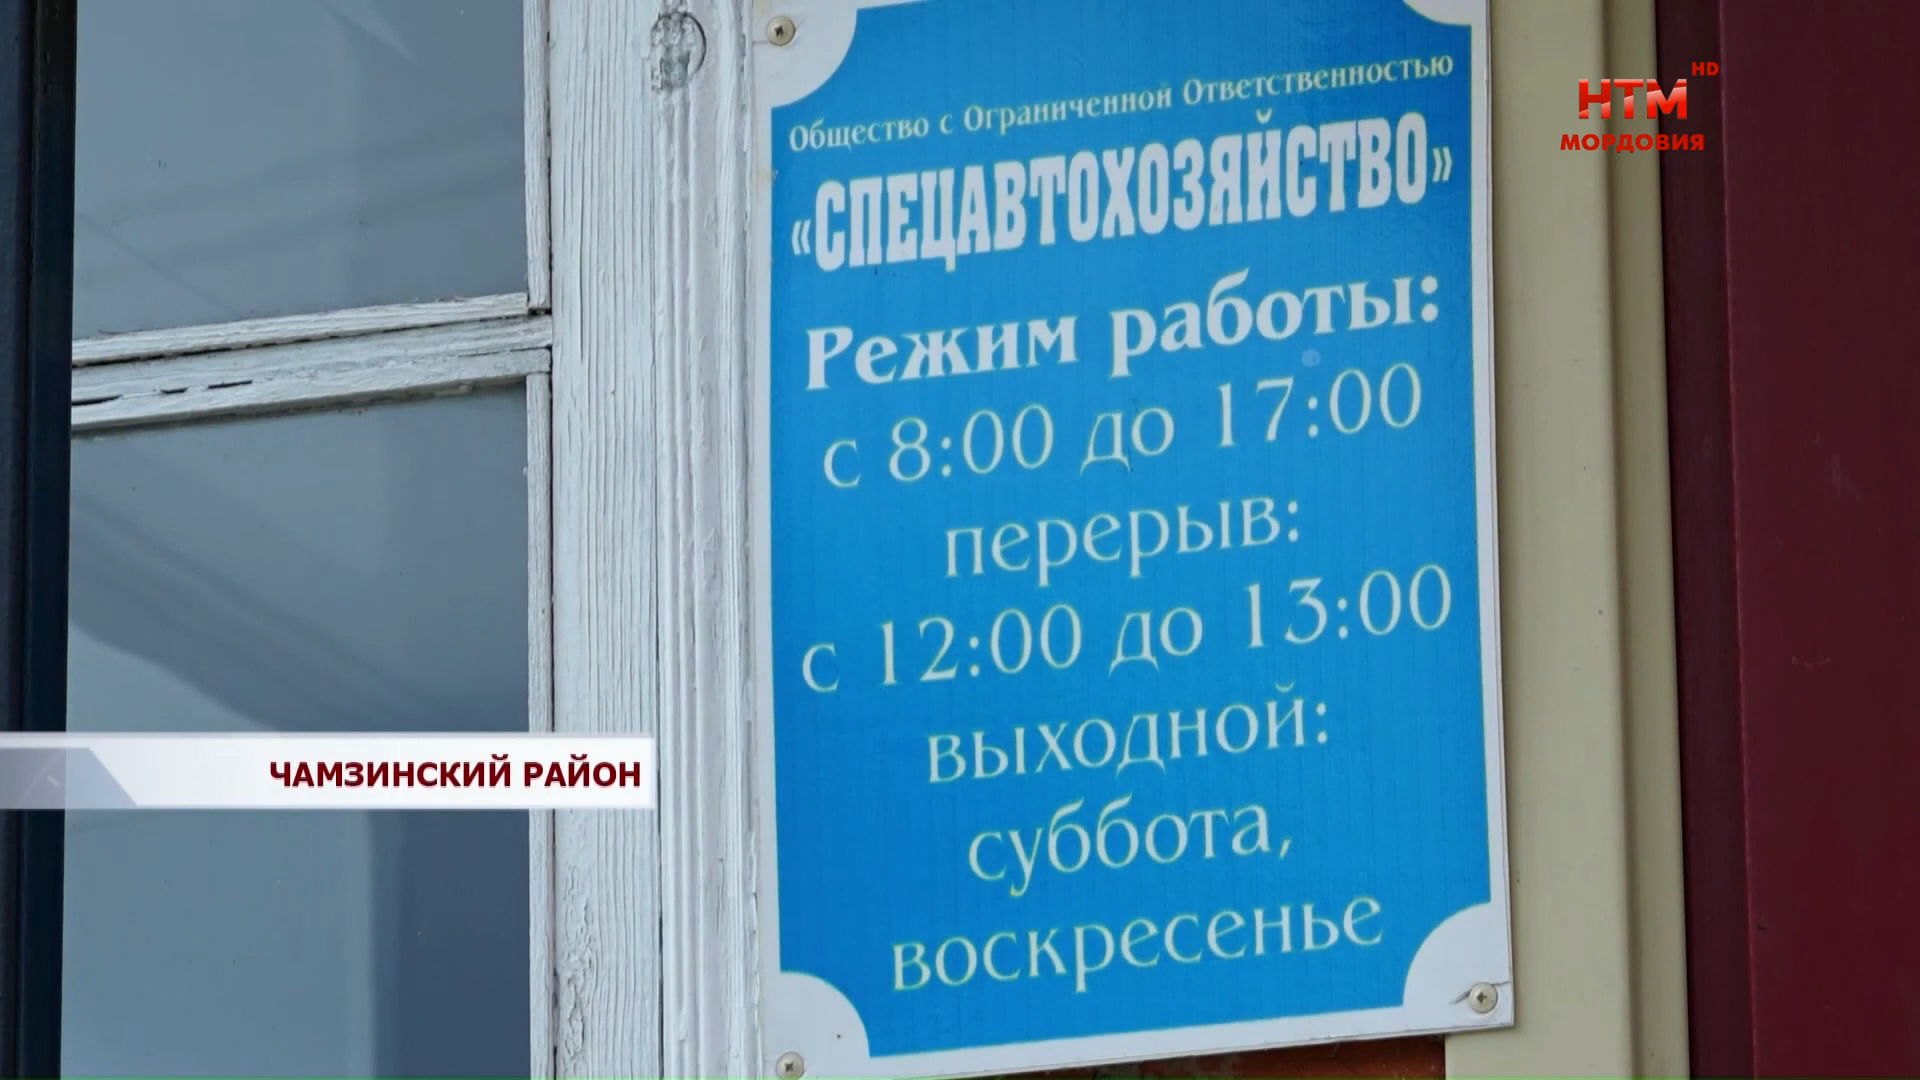 Общество с Ограниченной Ответственностью
«СПЕЦАВТОХОЗЯЙСТВО»
Режим работы:
с 8:00 до 17:00
перерыв:
с 12:00 до 13:00
выходной:
суббота,
воскресенье
НТМ HD
МОРДОВИЯ
ЧАМЗИНСКИЙ РАЙОН